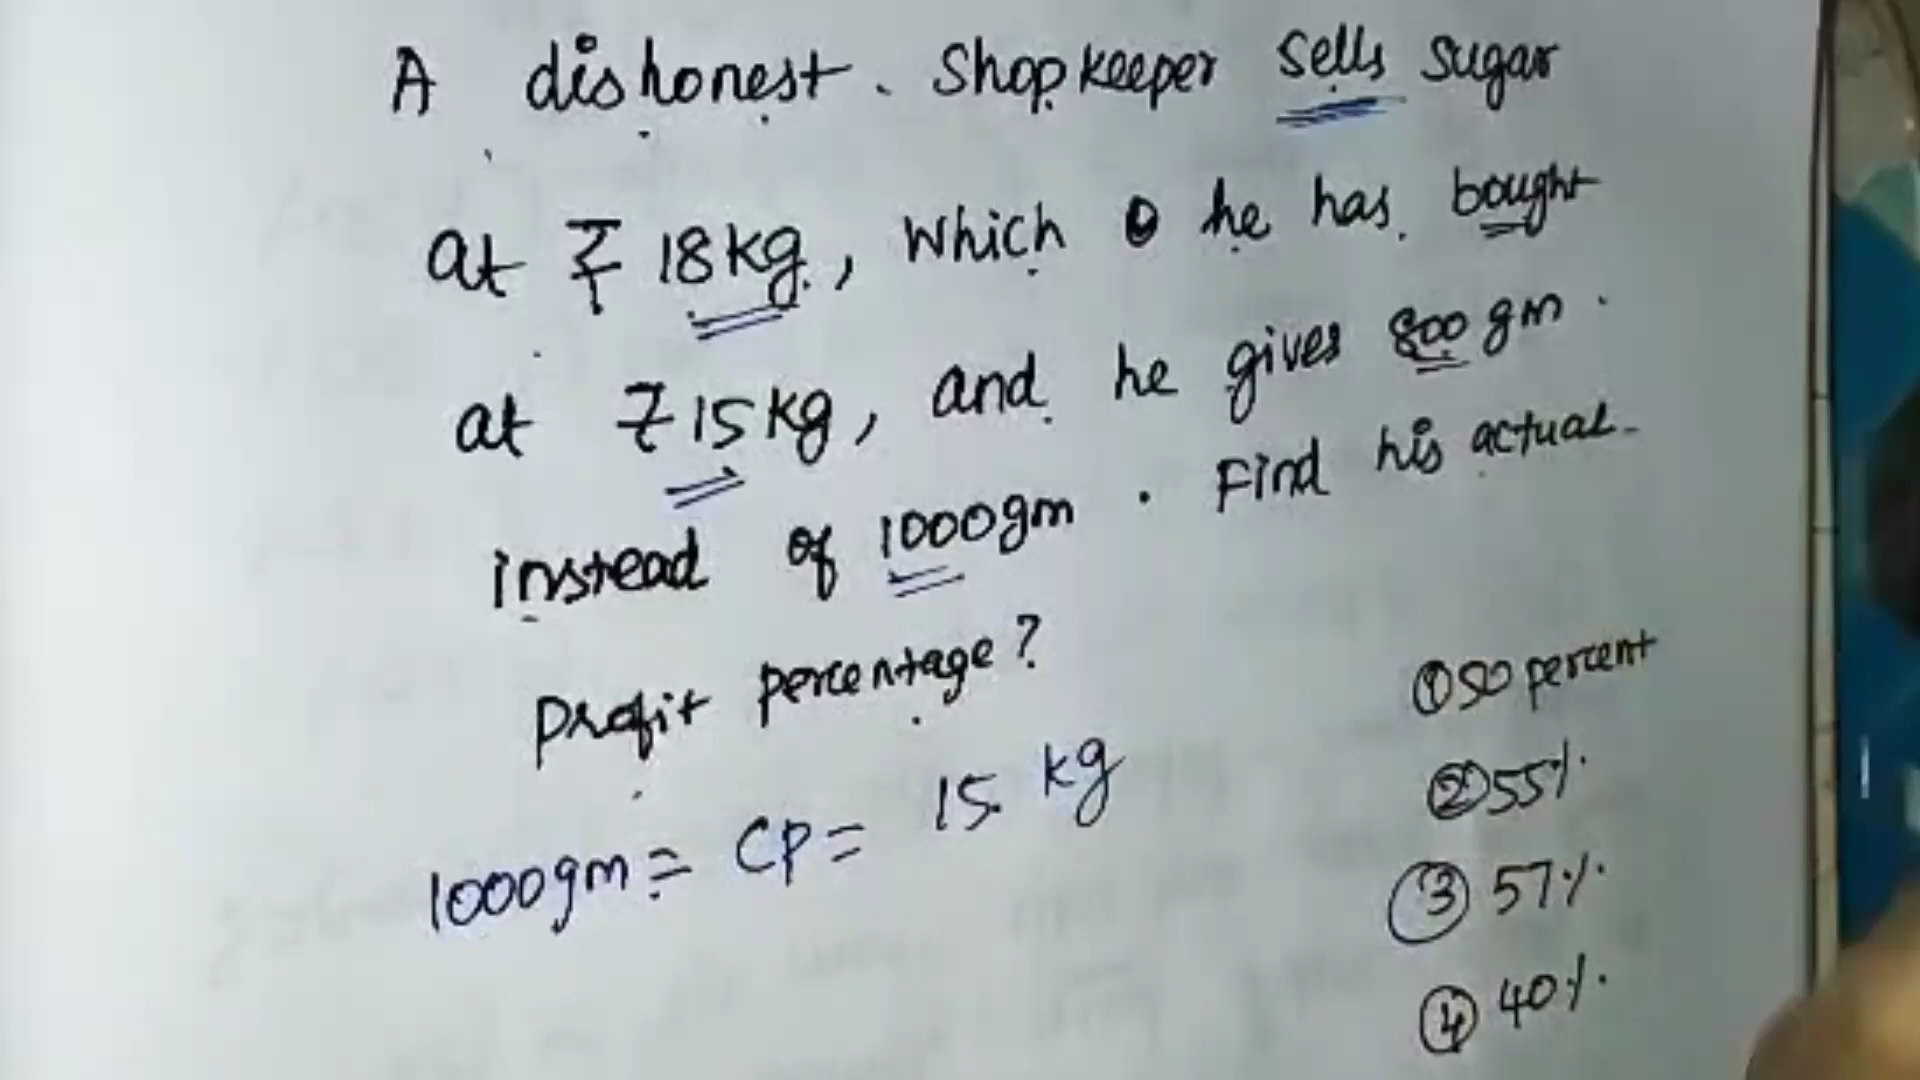 A dishonest. Shopkeeper sells sugar
at ₹ 18kg, which he has bought
at ₹ 15kg, and he gives 800 gm.
instead of 1000gm. Find his actual
Profit percentage?
① 50 percent
② 55%
1000gm = CP = 15 kg
③ 57%
④ 40%